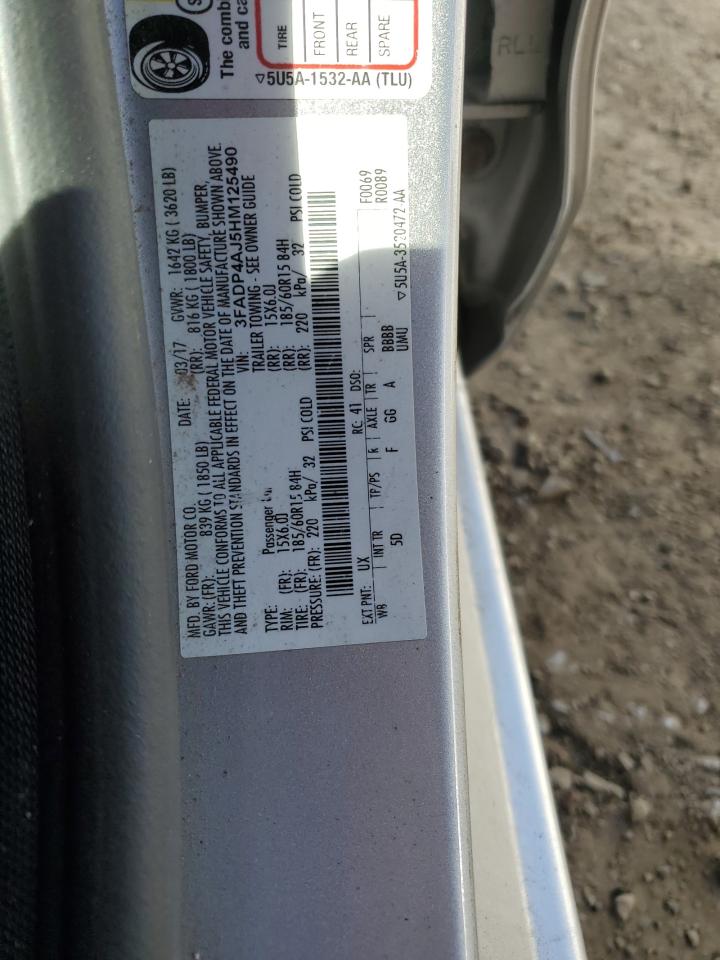 The comb
and ca
TIRE
FRONT
REAR
SPARE
▽5U5A-1532-AA (TLU)
RLL
MFD. BY FORD MOTOR CO.
DATE: 03/17 GVWR: 1642 KG ( 3620 LB)
GAWR: (FR): 839 KG ( 1850 LB) (RR): 816 KG ( 1800 LB)
THIS VEHICLE CONFORMS TO ALL APPLICABLE FEDERAL MOTOR VEHICLE SAFETY, BUMPER,
AND THEFT PREVENTION STANDARDS IN EFFECT ON THE DATE OF MANUFACTURE SHOWN ABOVE.
VIN: 3FADP4AJ5HM125490
TYPE: Passenger TRAILER TOWING - SEE OWNER GUIDE
RIM: (FR): 15X6.0J (RR): 15X6.0J
TIRE: (FR): 185/60R15 84H (RR): 185/60R15 84H
PRESSURE: (FR): 220 kPa/ 32 PSI COLD (RR): 220 kPa/ 32 PSI COLD
EXT PNT: UX RC: 41 DSO: F0069
WB INT TR TP/PS k AXLE TR SPR R0089
5D F GG A BBBB
UMU ▽5U5A-3520472 AA